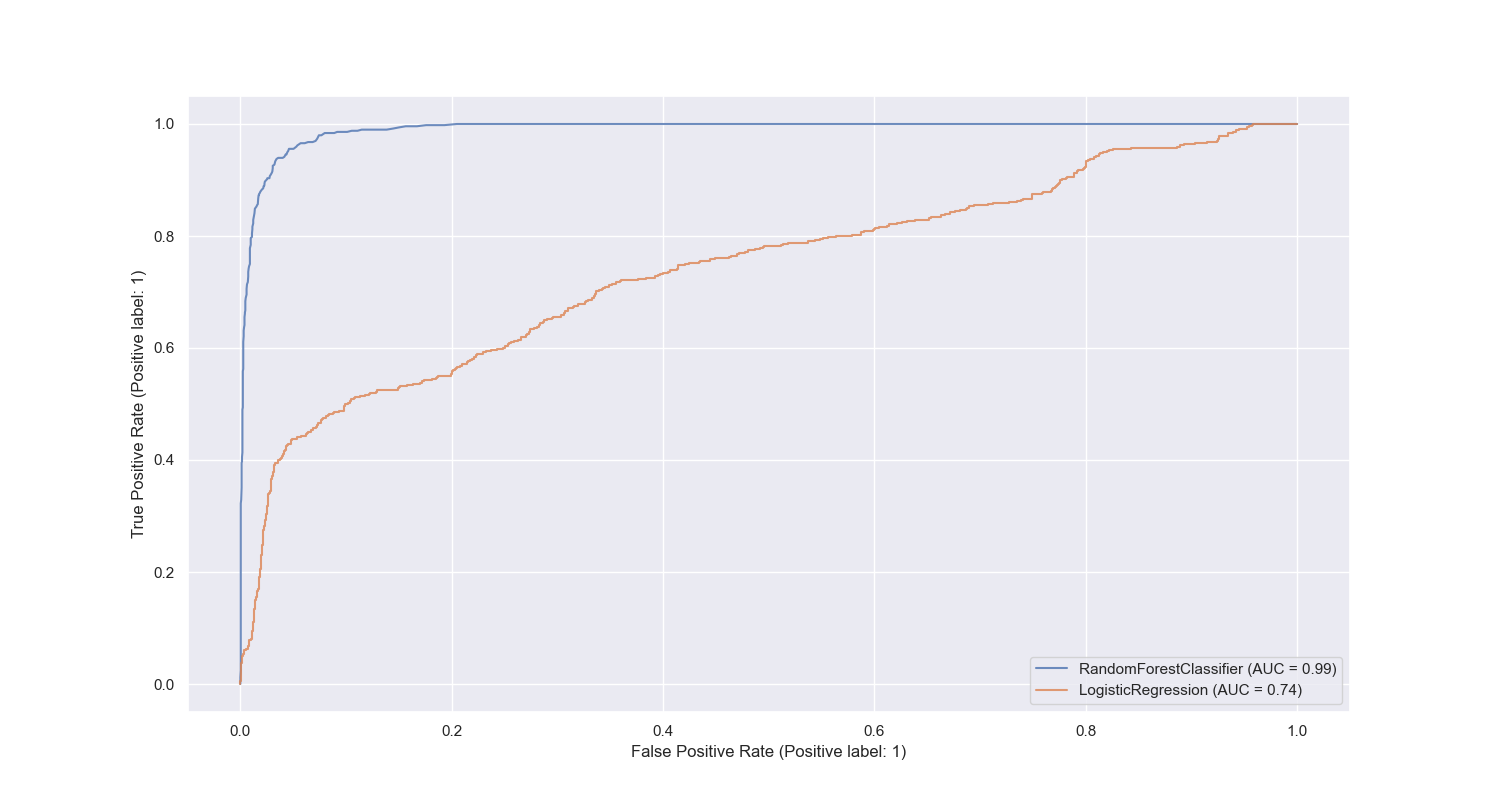 1.0
0.8
0.6
0.4
0.2
0.0
True Positive Rate (Positive label: 1)
RandomForestClassifier (AUC = 0.99)
LogisticRegression (AUC = 0.74)
0.0 0.2 0.4 0.6 0.8 1.0
False Positive Rate (Positive label: 1)